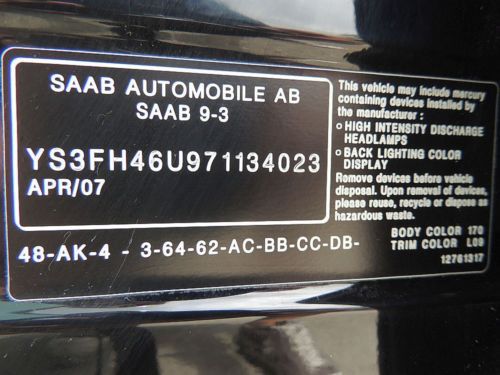 SAAB AUTOMOBILE AB
SAAB 9-3
YS3FH46U971134023
APR/07
This vehicle may include mercury
containing devices installed by
the manufacturer :
o HIGH INTENSITY DISCHARGE
HEADLAMPS
o BACK LIGHTING COLOR
DISPLAY
Remove devices before vehicle
disposal. Upon removal of devices,
please reuse, recycle or dispose as
hazardous waste.
48-AK-4 - 3-64-62-AC-BB-CC-DB-
BODY COLOR 170
TRIM COLOR L09
12761317